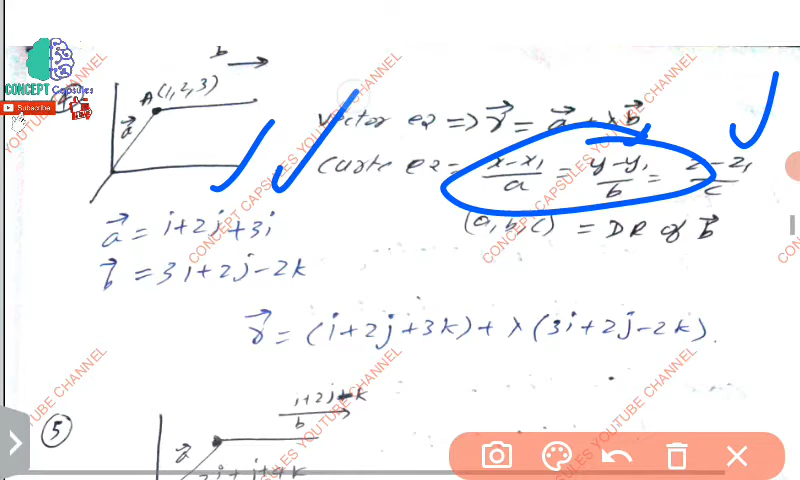 CONCEPT
Capsules
Subscribe
b
A(1,2,3)
a
vector eq => r = a + λb
Carte eq = x-x₁/a = y-y₁/b = z-z₁/c
(a, b, c) = DR of b
a = i+2j+3i
b = 3i+2j-2k
r = (i+2j+3k)+λ(3i+2j-2k).
5
i+2j-k
b
a
CONCEPT CAPSULES YOUTUBE CHANNEL